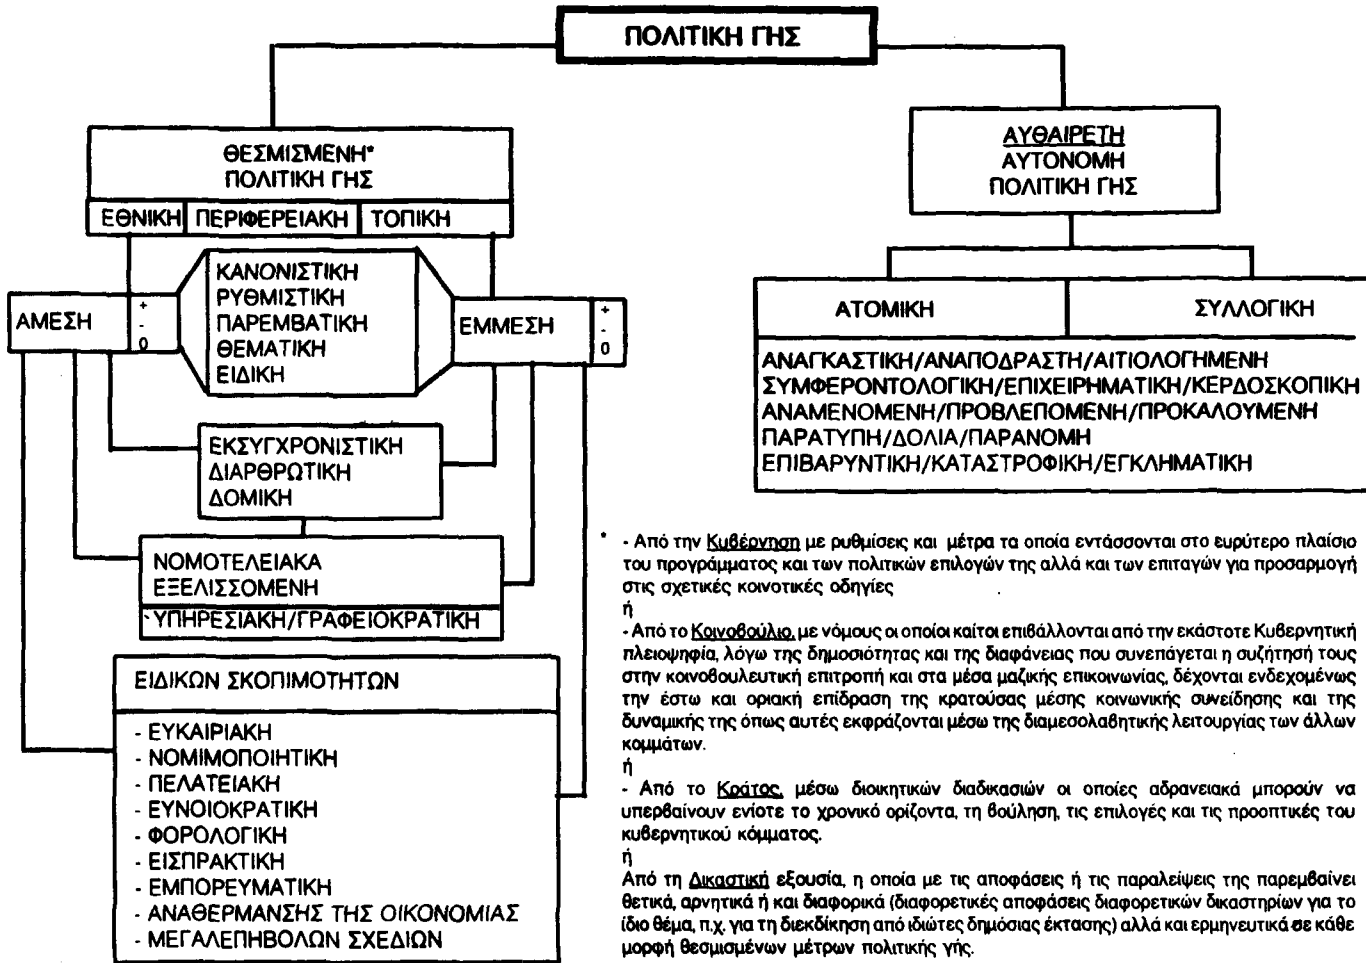 ΠΟΛΙΤΙΚΗ ΓΗΣ
ΘΕΣΜΙΣΜΕΝΗ*
ΠΟΛΙΤΙΚΗ ΓΗΣ
ΕΘΝΙΚΗ ΠΕΡΙΦΕΡΕΙΑΚΗ ΤΟΠΙΚΗ
ΑΜΕΣΗ
+
-
0
ΚΑΝΟΝΙΣΤΙΚΗ
ΡΥΘΜΙΣΤΙΚΗ
ΠΑΡΕΜΒΑΤΙΚΗ
ΘΕΜΑΤΙΚΗ
ΕΙΔΙΚΗ
ΕΜΜΕΣΗ
+
-
0
ΕΚΣΥΓΧΡΟΝΙΣΤΙΚΗ
ΔΙΑΡΘΡΩΤΙΚΗ
ΔΟΜΙΚΗ
ΝΟΜΟΤΕΛΕΙΑΚΑ
ΕΞΕΛΙΣΣΟΜΕΝΗ
ΥΠΗΡΕΣΙΑΚΗ/ΓΡΑΦΕΙΟΚΡΑΤΙΚΗ
ΕΙΔΙΚΩΝ ΣΚΟΠΙΜΟΤΗΤΩΝ
- ΕΥΚΑΙΡΙΑΚΗ
- ΝΟΜΙΜΟΠΟΙΗΤΙΚΗ
- ΠΕΛΑΤΕΙΑΚΗ
- ΕΥΝΟΙΟΚΡΑΤΙΚΗ
- ΦΟΡΟΛΟΓΙΚΗ
- ΕΙΣΠΡΑΚΤΙΚΗ
- ΕΜΠΟΡΕΥΜΑΤΙΚΗ
- ΑΝΑΘΕΡΜΑΝΣΗΣ ΤΗΣ ΟΙΚΟΝΟΜΙΑΣ
- ΜΕΓΑΛΕΠΗΒΟΛΩΝ ΣΧΕΔΙΩΝ
ΑΥΘΑΙΡΕΤΗ
ΑΥΤΟΝΟΜΗ
ΠΟΛΙΤΙΚΗ ΓΗΣ
ΑΤΟΜΙΚΗ ΣΥΛΛΟΓΙΚΗ
ΑΝΑΓΚΑΣΤΙΚΗ/ΑΝΑΠΟΔΡΑΣΤΗ/ΑΙΤΙΟΛΟΓΗΜΕΝΗ
ΣΥΜΦΕΡΟΝΤΟΛΟΓΙΚΗ/ΕΠΙΧΕΙΡΗΜΑΤΙΚΗ/ΚΕΡΔΟΣΚΟΠΙΚΗ
ΑΝΑΜΕΝΟΜΕΝΗ/ΠΡΟΒΛΕΠΟΜΕΝΗ/ΠΡΟΚΑΛΟΥΜΕΝΗ
ΠΑΡΑΤΥΠΗ/ΔΟΛΙΑ/ΠΑΡΑΝΟΜΗ
ΕΠΙΒΑΡΥΝΤΙΚΗ/ΚΑΤΑΣΤΡΟΦΙΚΗ/ΕΓΚΛΗΜΑΤΙΚΗ
* - Από την Κυβέρνηση με ρυθμίσεις και μέτρα τα οποία εντάσσονται στο ευρύτερο πλαίσιο
του προγράμματος και των πολιτικών επιλογών της αλλά και των επιταγών για προσαρμογή
στις σχετικές κοινοτικές οδηγίες
ή
- Από το Κοινοβούλιο, με νόμους οι οποίοι καίτοι επιβάλλονται από την εκάστοτε Κυβερνητική
πλειοψηφία, λόγω της δημοσιότητας και της διαφάνειας που συνεπάγεται η συζήτησή τους
στην κοινοβουλευτική επιτροπή και στα μέσα μαζικής επικοινωνίας, δέχονται ενδεχομένως
την έστω και οριακή επίδραση της κρατούσας μέσης κοινωνικής συνείδησης και της
δυναμικής της όπως αυτές εκφράζονται μέσω της διαμεσολαβητικής λειτουργίας των άλλων
κομμάτων.
ή
- Από το Κράτος, μέσω διοικητικών διαδικασιών οι οποίες αδρανειακά μπορούν να
υπερβαίνουν ενίοτε το χρονικό ορίζοντα, τη βούληση, τις επιλογές και τις προοπτικές του
κυβερνητικού κόμματος.
ή
Από τη Δικαστική εξουσία, η οποία με τις αποφάσεις ή τις παραλείψεις της παρεμβαίνει
θετικά, αρνητικά ή και διαφορικά (διαφορετικές αποφάσεις διαφορετικών δικαστηρίων για το
ίδιο θέμα, π.χ. για τη διεκδίκηση από ιδιώτες δημόσιας έκτασης) αλλά και ερμηνευτικά σε κάθε
μορφή θεσμισμένων μέτρων πολιτικής γής.